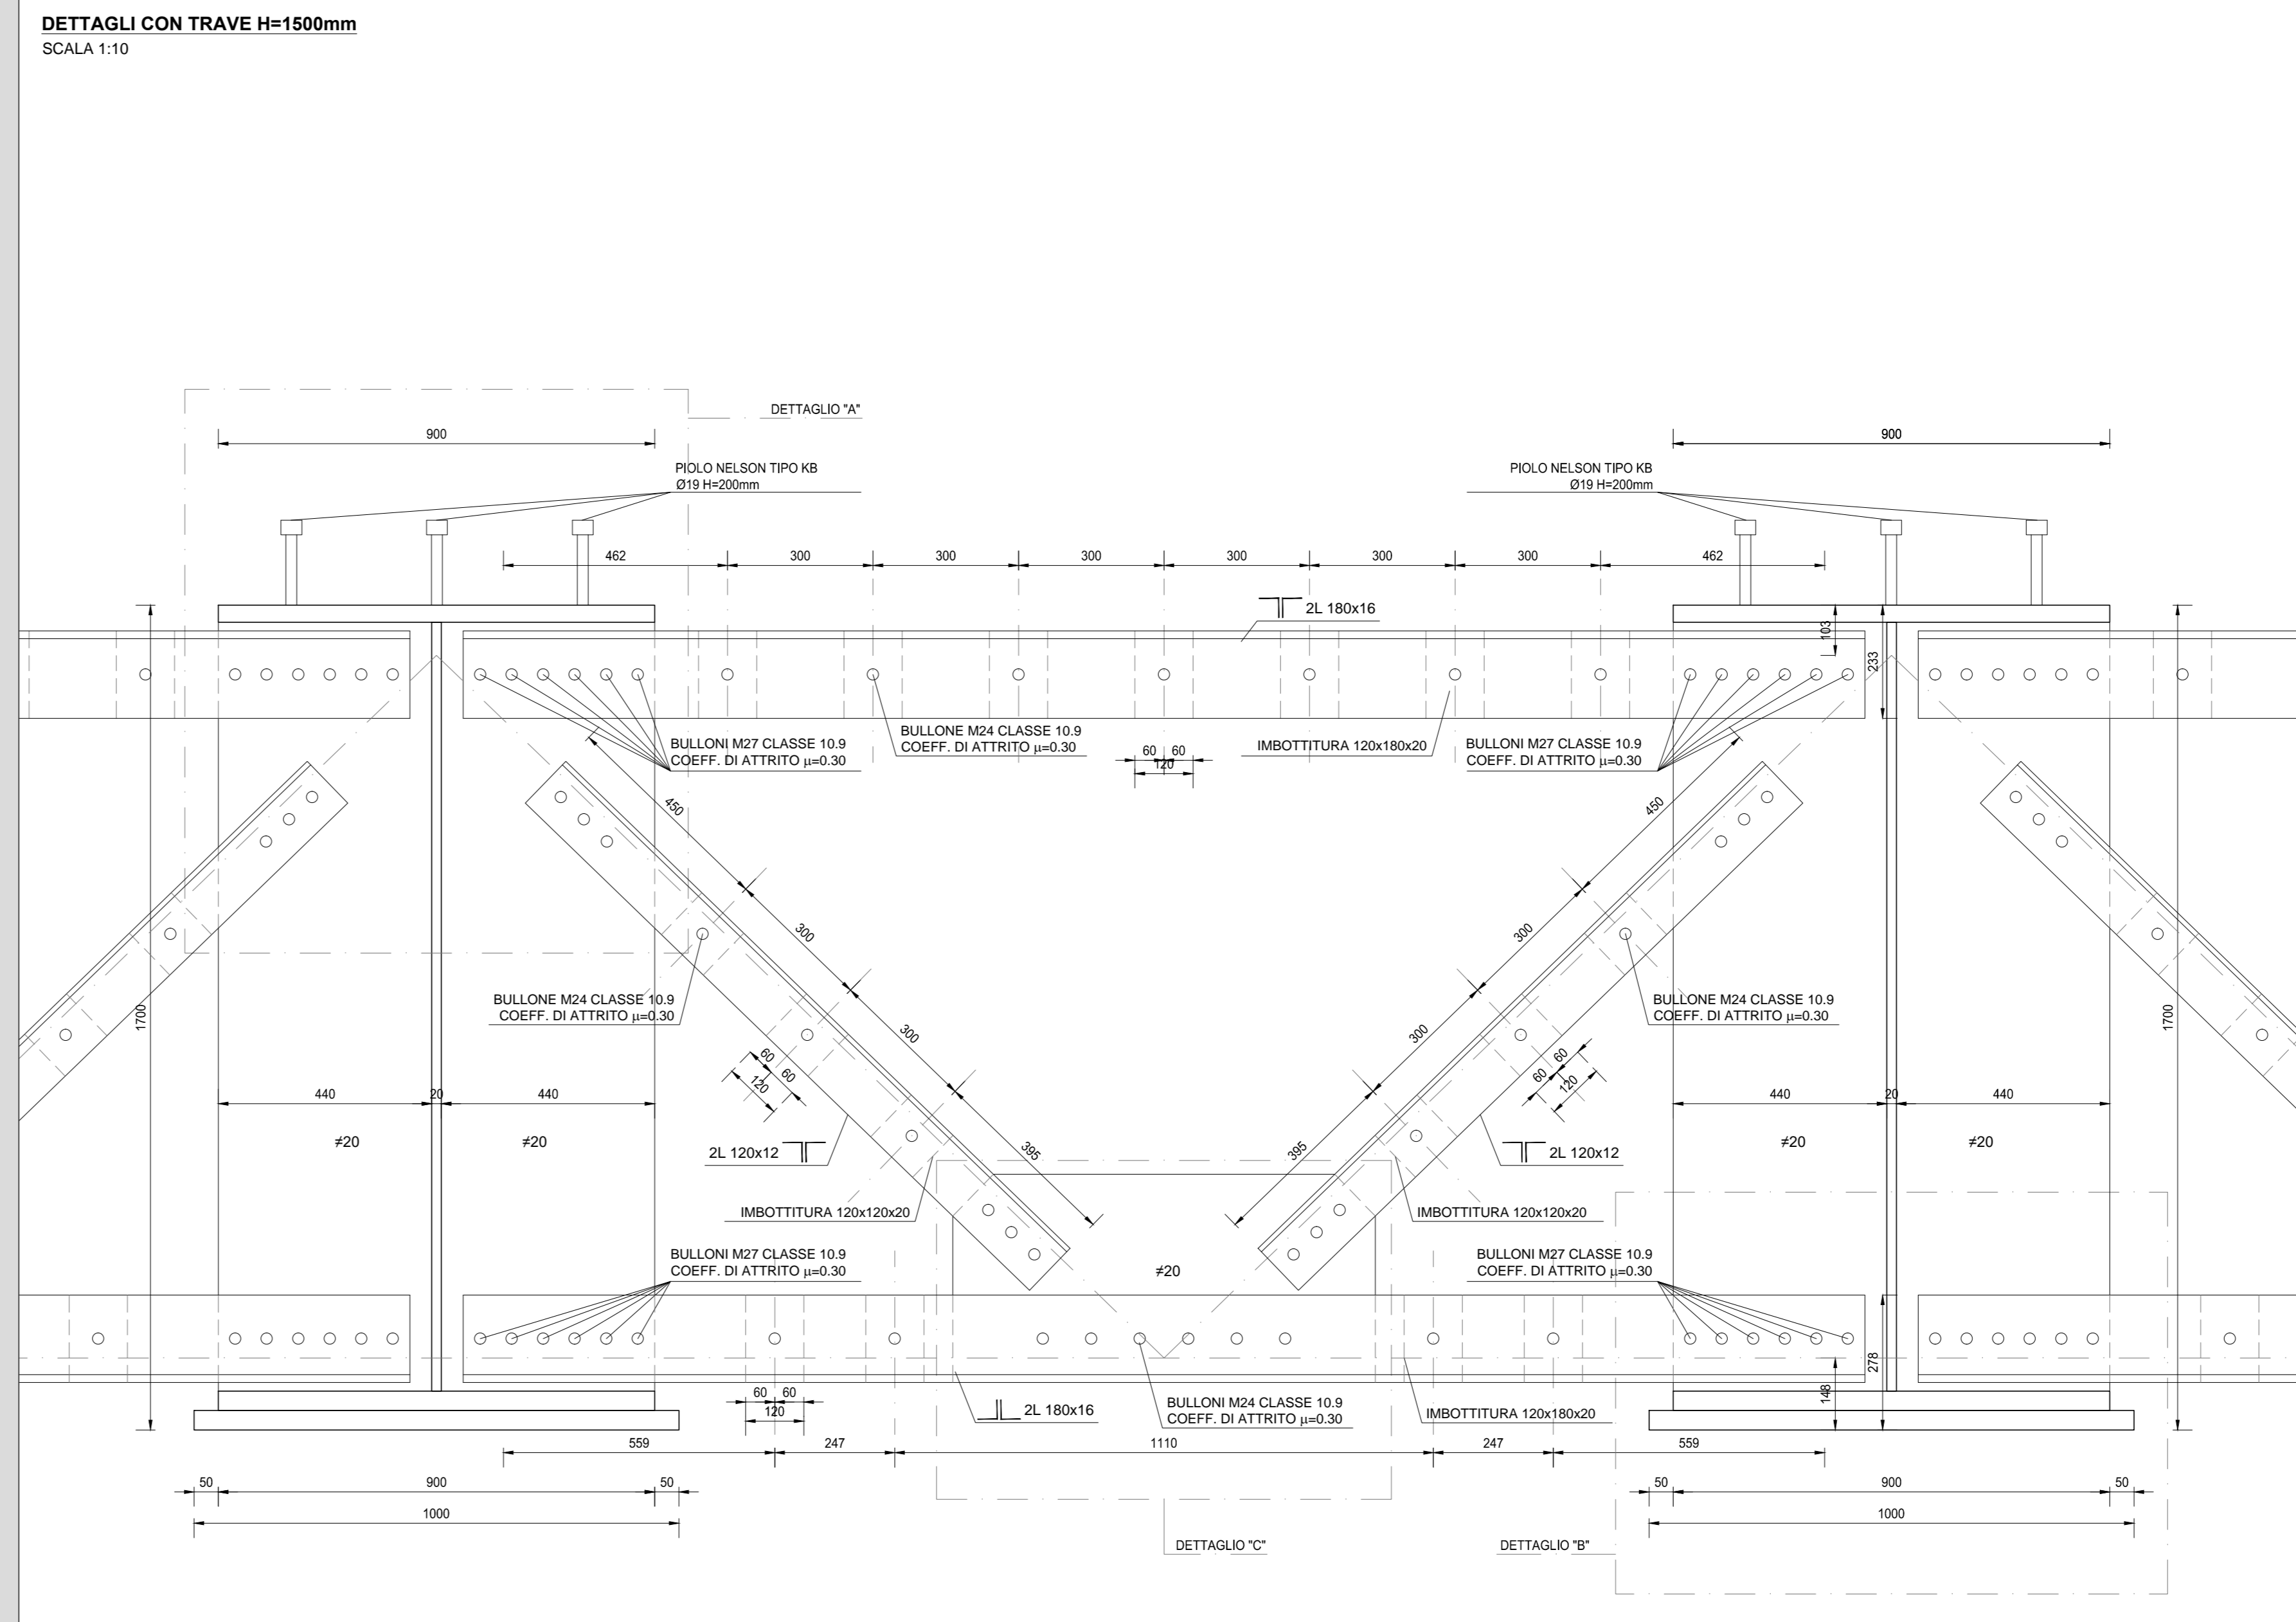 DETTAGLI CON TRAVE H=1500mm
SCALA 1:10
DETTAGLIO "A"
900
900
PIOLO NELSON TIPO KB
Ø19 H=200mm
PIOLO NELSON TIPO KB
Ø19 H=200mm
462
300
300
300
300
300
300
462
2L 180x16
103
233
BULLONI M27 CLASSE 10.9
COEFF. DI ATTRITO μ=0.30
BULLONE M24 CLASSE 10.9
COEFF. DI ATTRITO μ=0.30
60
60
120
IMBOTTITURA 120x180x20
BULLONI M27 CLASSE 10.9
COEFF. DI ATTRITO μ=0.30
450
450
300
300
1700
BULLONE M24 CLASSE 10.9
COEFF. DI ATTRITO μ=0.30
300
300
BULLONE M24 CLASSE 10.9
COEFF. DI ATTRITO μ=0.30
1700
60
60
120
60
60
120
440
20
440
440
20
440
≠20
≠20
≠20
≠20
2L 120x12
395
395
2L 120x12
IMBOTTITURA 120x120x20
IMBOTTITURA 120x120x20
BULLONI M27 CLASSE 10.9
COEFF. DI ATTRITO μ=0.30
≠20
BULLONI M27 CLASSE 10.9
COEFF. DI ATTRITO μ=0.30
278
148
60
60
120
2L 180x16
BULLONI M24 CLASSE 10.9
COEFF. DI ATTRITO μ=0.30
IMBOTTITURA 120x180x20
559
247
1110
247
559
50
900
50
50
900
50
1000
1000
DETTAGLIO "C"
DETTAGLIO "B"